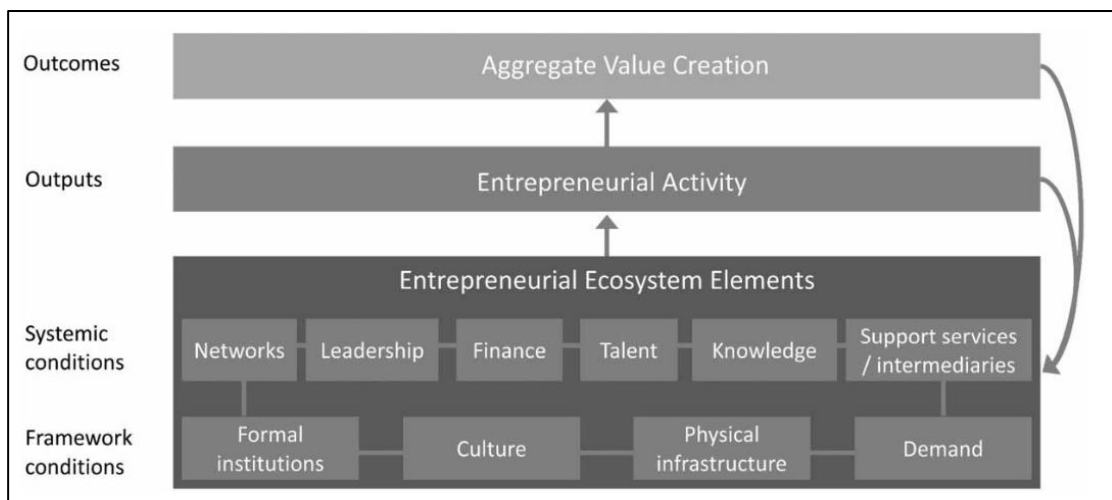 Outcomes
Aggregate Value Creation
Outputs
Entrepreneurial Activity
Entrepreneurial Ecosystem Elements
Systemic
conditions
Networks
Leadership
Finance
Talent
Knowledge
Support services
/ intermediaries
Framework
conditions
Formal
institutions
Culture
Physical
infrastructure
Demand